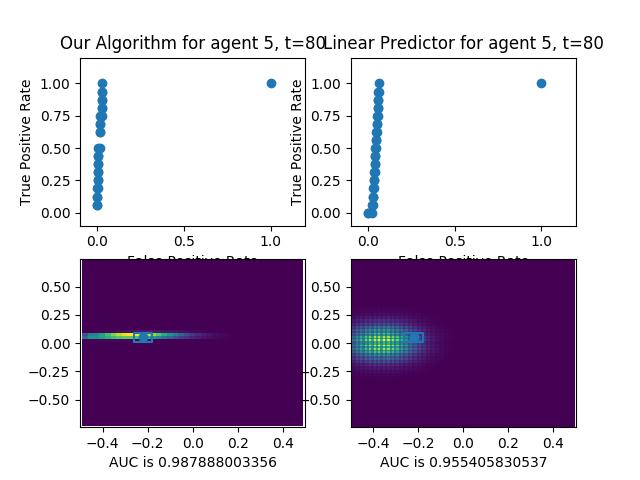 Our Algorithm for agent 5, t=80
Linear Predictor for agent 5, t=80
True Positive Rate
1.00
0.75
0.50
0.25
0.00
0.0 0.5 1.0
False Positive Rate
True Positive Rate
1.00
0.75
0.50
0.25
0.00
0.0 0.5 1.0
False Positive Rate
0.50
0.25
0.00
−0.25
−0.50
−0.4 −0.2 0.0 0.2 0.4
AUC is 0.987888003356
0.50
0.25
0.00
−0.25
−0.50
−0.4 −0.2 0.0 0.2 0.4
AUC is 0.955405830537